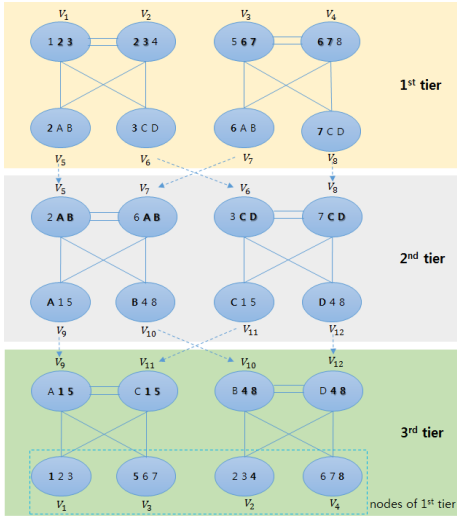 V1 V2 V3 V4
1 2 3 2 3 4 5 6 7 6 7 8
1st tier
2 A B 3 C D 6 A B 7 C D
V5 V6 V7 V8
V5 V7 V6 V8
2 A B 6 A B 3 C D 7 C D
2nd tier
A 1 5 B 4 8 C 1 5 D 4 8
V9 V10 V11 V12
V9 V11 V10 V12
A 1 5 C 1 5 B 4 8 D 4 8
3rd tier
1 2 3 5 6 7 2 3 4 6 7 8
V1 V3 V2 V4
nodes of 1st tier